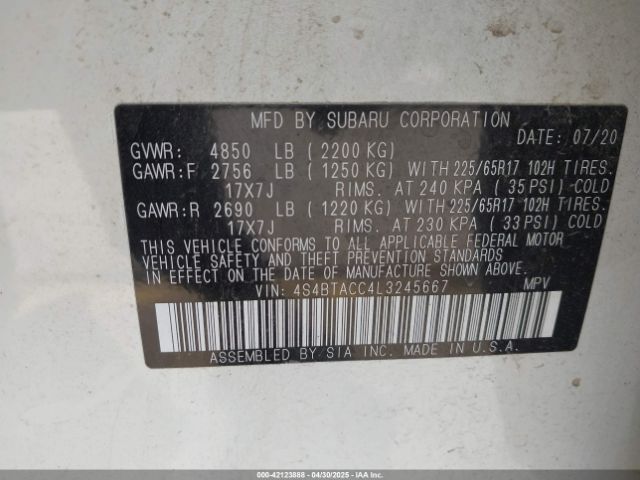 MFD BY SUBARU CORPORATION
DATE: 07/20
GVWR: 4850 LB (2200 KG)
GAWR:F 2756 LB (1250 KG) WITH 225/65R17 102H TIRES.
17X7J RIMS. AT 240 KPA (35 PSI) COLD
GAWR:R 2690 LB (1220 KG) WITH 225/65R17 102H TIRES.
17X7J RIMS. AT 230 KPA (33 PSI) COLD
THIS VEHICLE CONFORMS TO ALL APPLICABLE FEDERAL MOTOR
VEHICLE SAFETY AND THEFT PREVENTION STANDARDS
IN EFFECT ON THE DATE OF MANUFACTURE SHOWN ABOVE.
VIN: 4S4BTACC4L3245667 MPV
ASSEMBLED BY SIA INC. MADE IN U.S.A.
000-42123888 - 04/30/2025 - IAAI.com